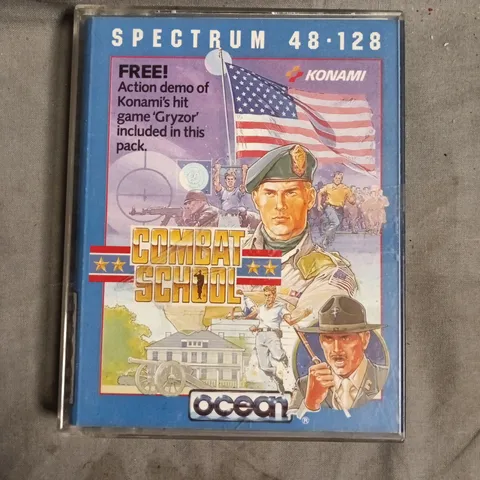 SPECTRUM 48·128
FREE!
Action demo of
Konami's hit
game 'Gryzor'
included in this
pack.
KONAMI
COMBAT
SCHOOL
ocean
®